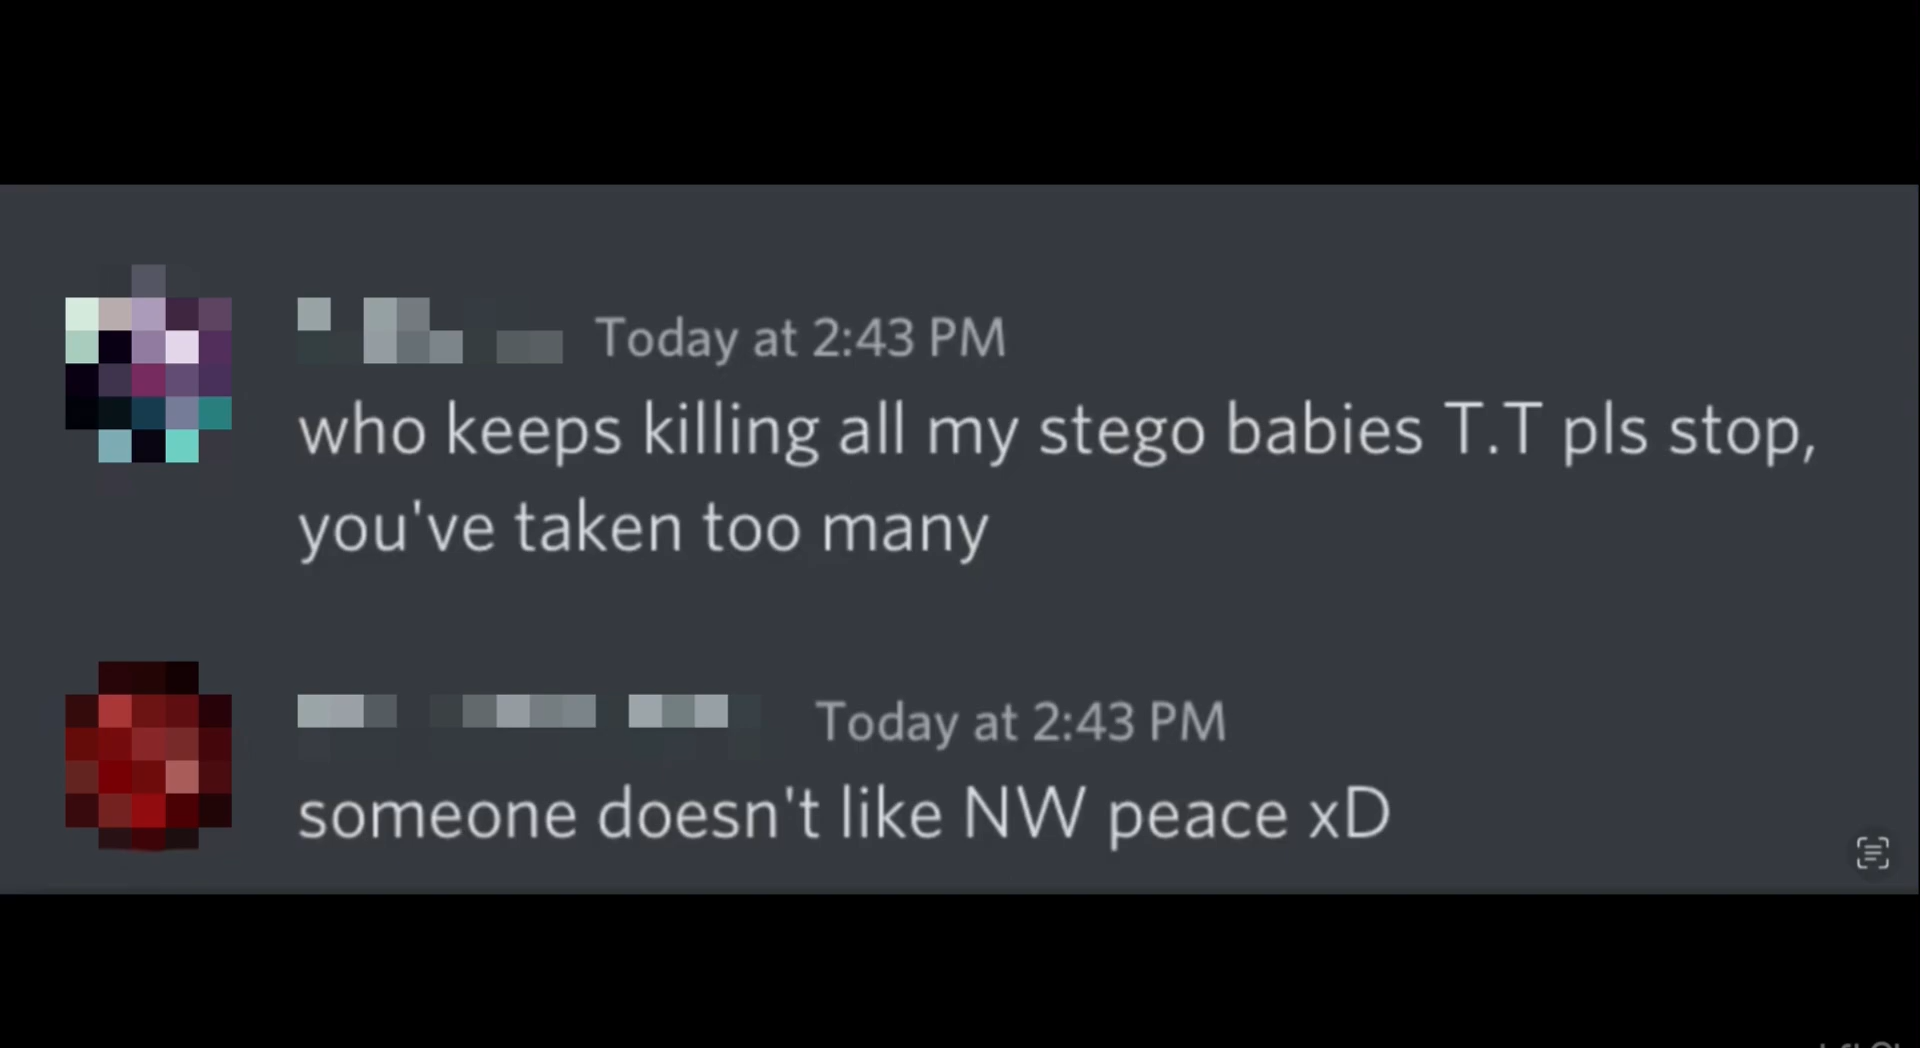 Today at 2:43 PM
who keeps killing all my stego babies T.T pls stop,
you've taken too many
Today at 2:43 PM
someone doesn't like NW peace xD